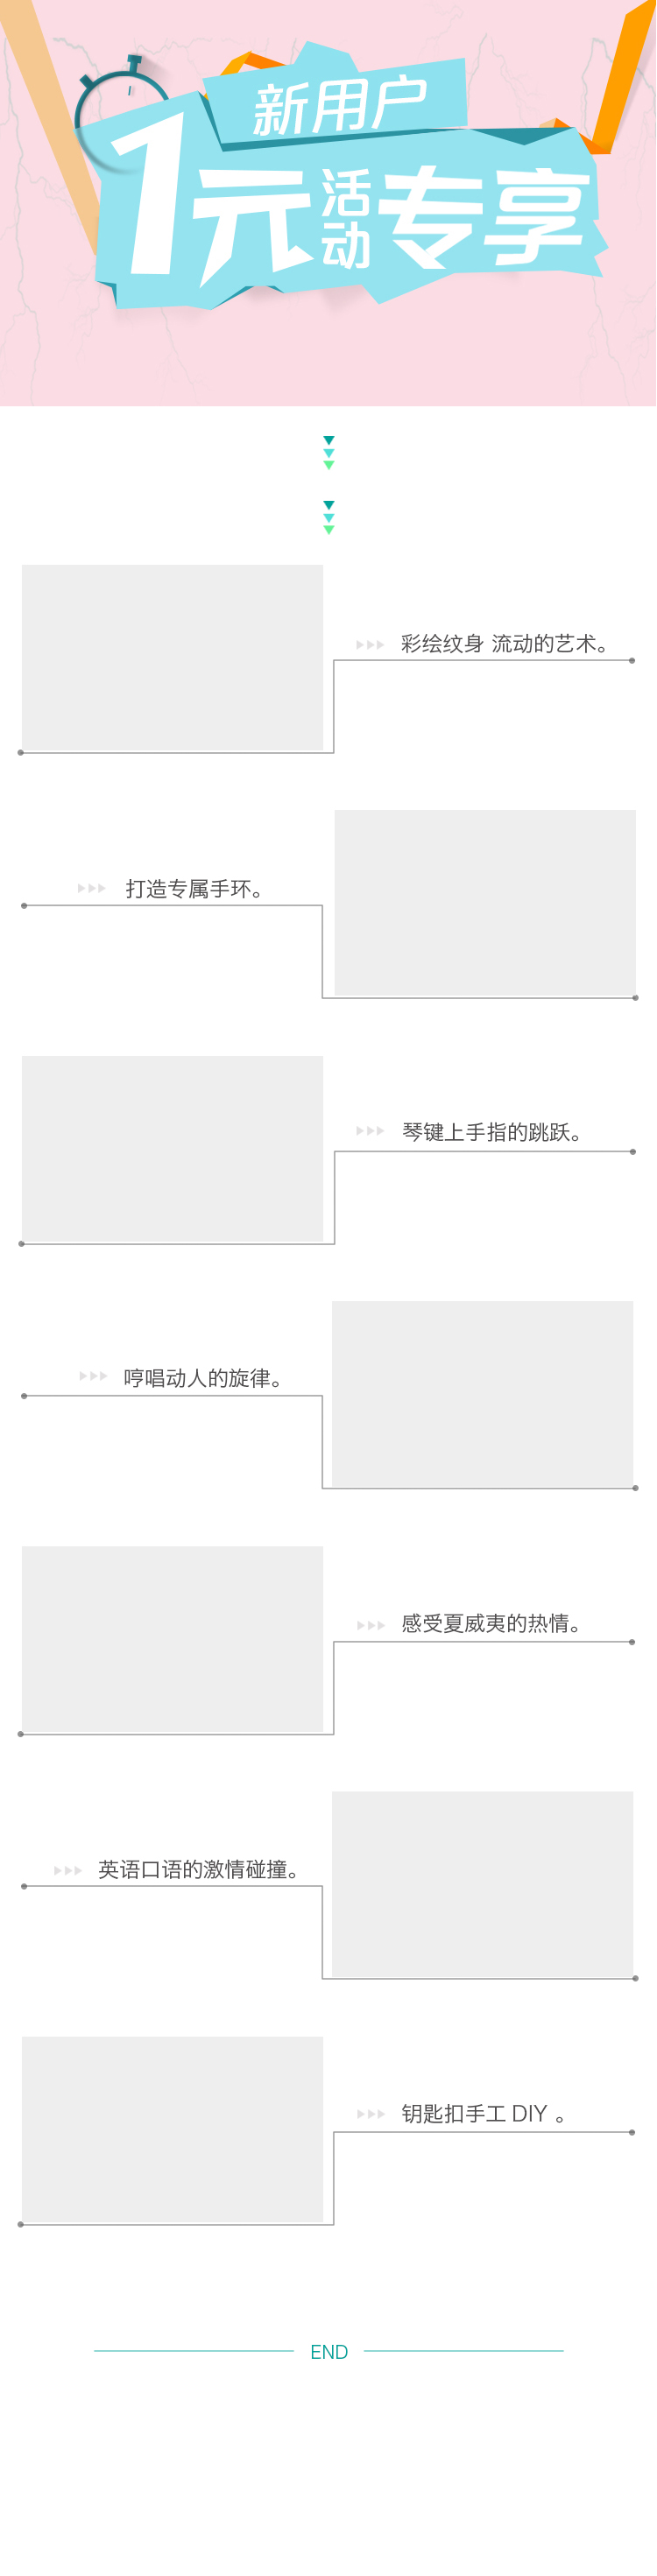 新用户
1元活动专享
彩绘纹身 流动的艺术。
打造专属手环。
琴键上手指的跳跃。
哼唱动人的旋律。
感受夏威夷的热情。
英语口语的激情碰撞。
钥匙扣手工 DIY 。
END